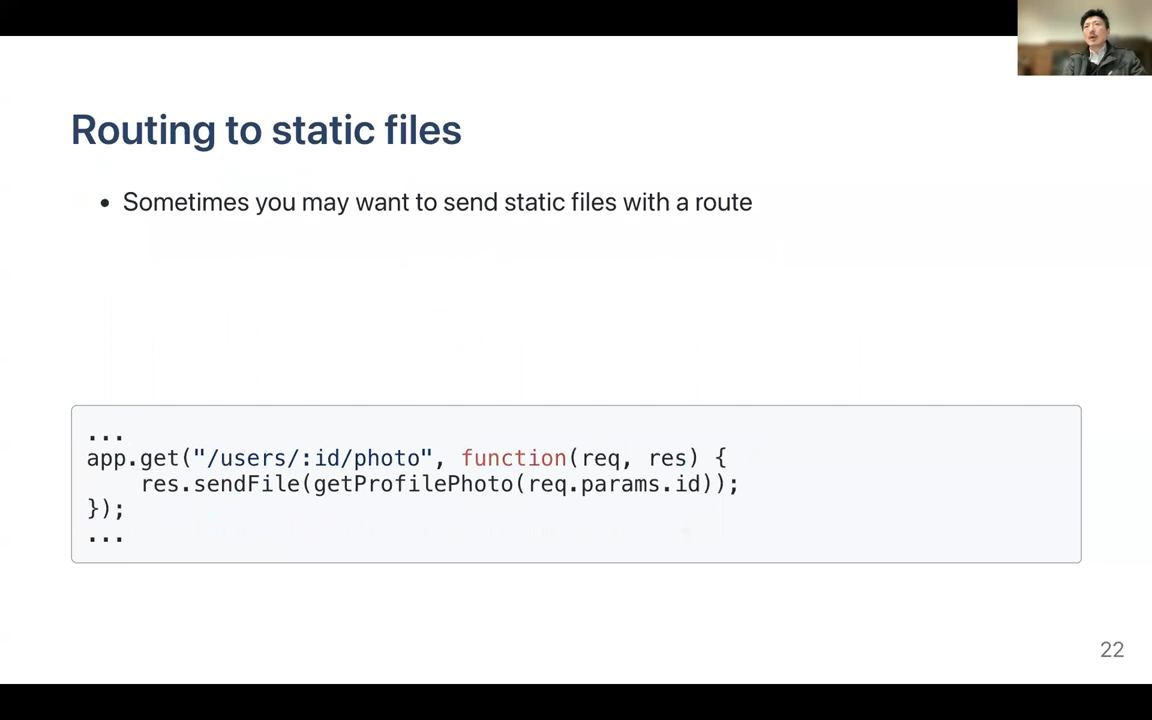 Routing to static files
• Sometimes you may want to send static files with a route
...
app.get("/users/:id/photo", function(req, res) {
    res.sendFile(getProfilePhoto(req.params.id));
});
...
22